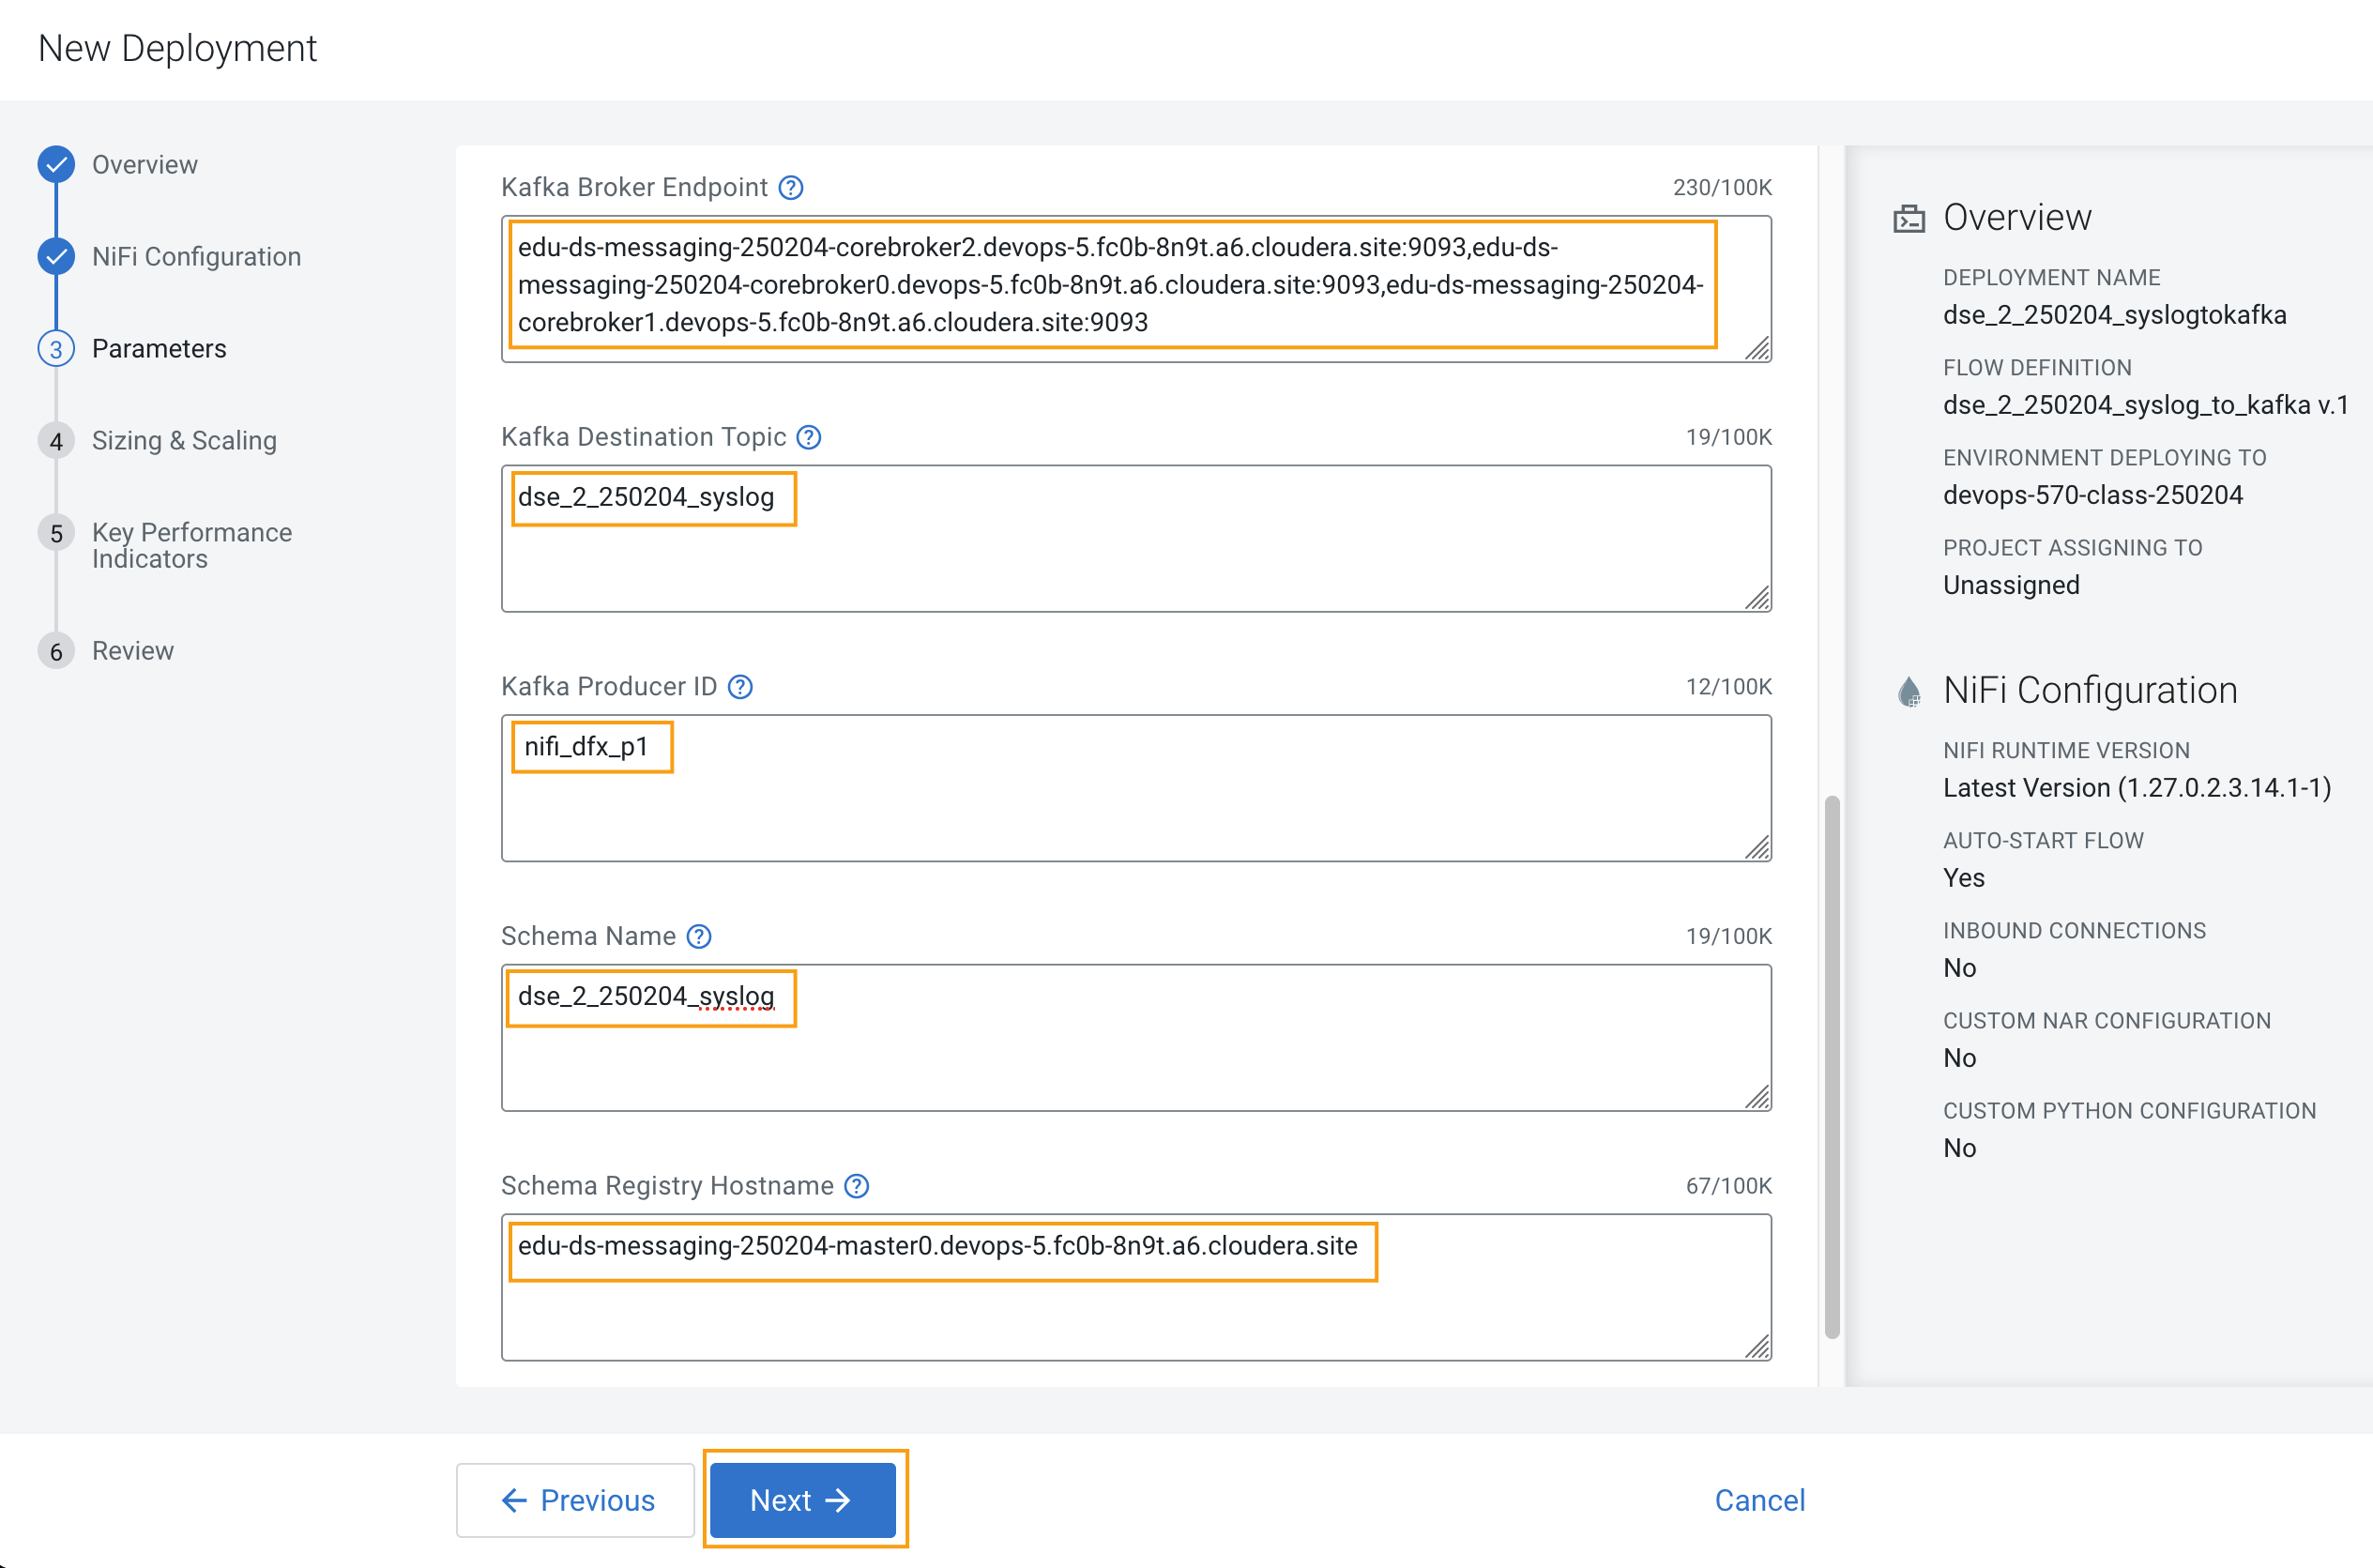 New Deployment
Overview
NiFi Configuration
3 Parameters
4 Sizing & Scaling
5 Key Performance
Indicators
6 Review
Kafka Broker Endpoint ? 230/100K
edu-ds-messaging-250204-corebroker2.devops-5.fc0b-8n9t.a6.cloudera.site:9093,edu-ds-
messaging-250204-corebroker0.devops-5.fc0b-8n9t.a6.cloudera.site:9093,edu-ds-messaging-250204-
corebroker1.devops-5.fc0b-8n9t.a6.cloudera.site:9093
Kafka Destination Topic ? 19/100K
dse_2_250204_syslog
Kafka Producer ID ? 12/100K
nifi_dfx_p1
Schema Name ? 19/100K
dse_2_250204_syslog
Schema Registry Hostname ? 67/100K
edu-ds-messaging-250204-master0.devops-5.fc0b-8n9t.a6.cloudera.site
Previous
Next
Cancel
Overview
DEPLOYMENT NAME
dse_2_250204_syslogtokafka
FLOW DEFINITION
dse_2_250204_syslog_to_kafka v.1
ENVIRONMENT DEPLOYING TO
devops-570-class-250204
PROJECT ASSIGNING TO
Unassigned
NiFi Configuration
NIFI RUNTIME VERSION
Latest Version (1.27.0.2.3.14.1-1)
AUTO-START FLOW
Yes
INBOUND CONNECTIONS
No
CUSTOM NAR CONFIGURATION
No
CUSTOM PYTHON CONFIGURATION
No